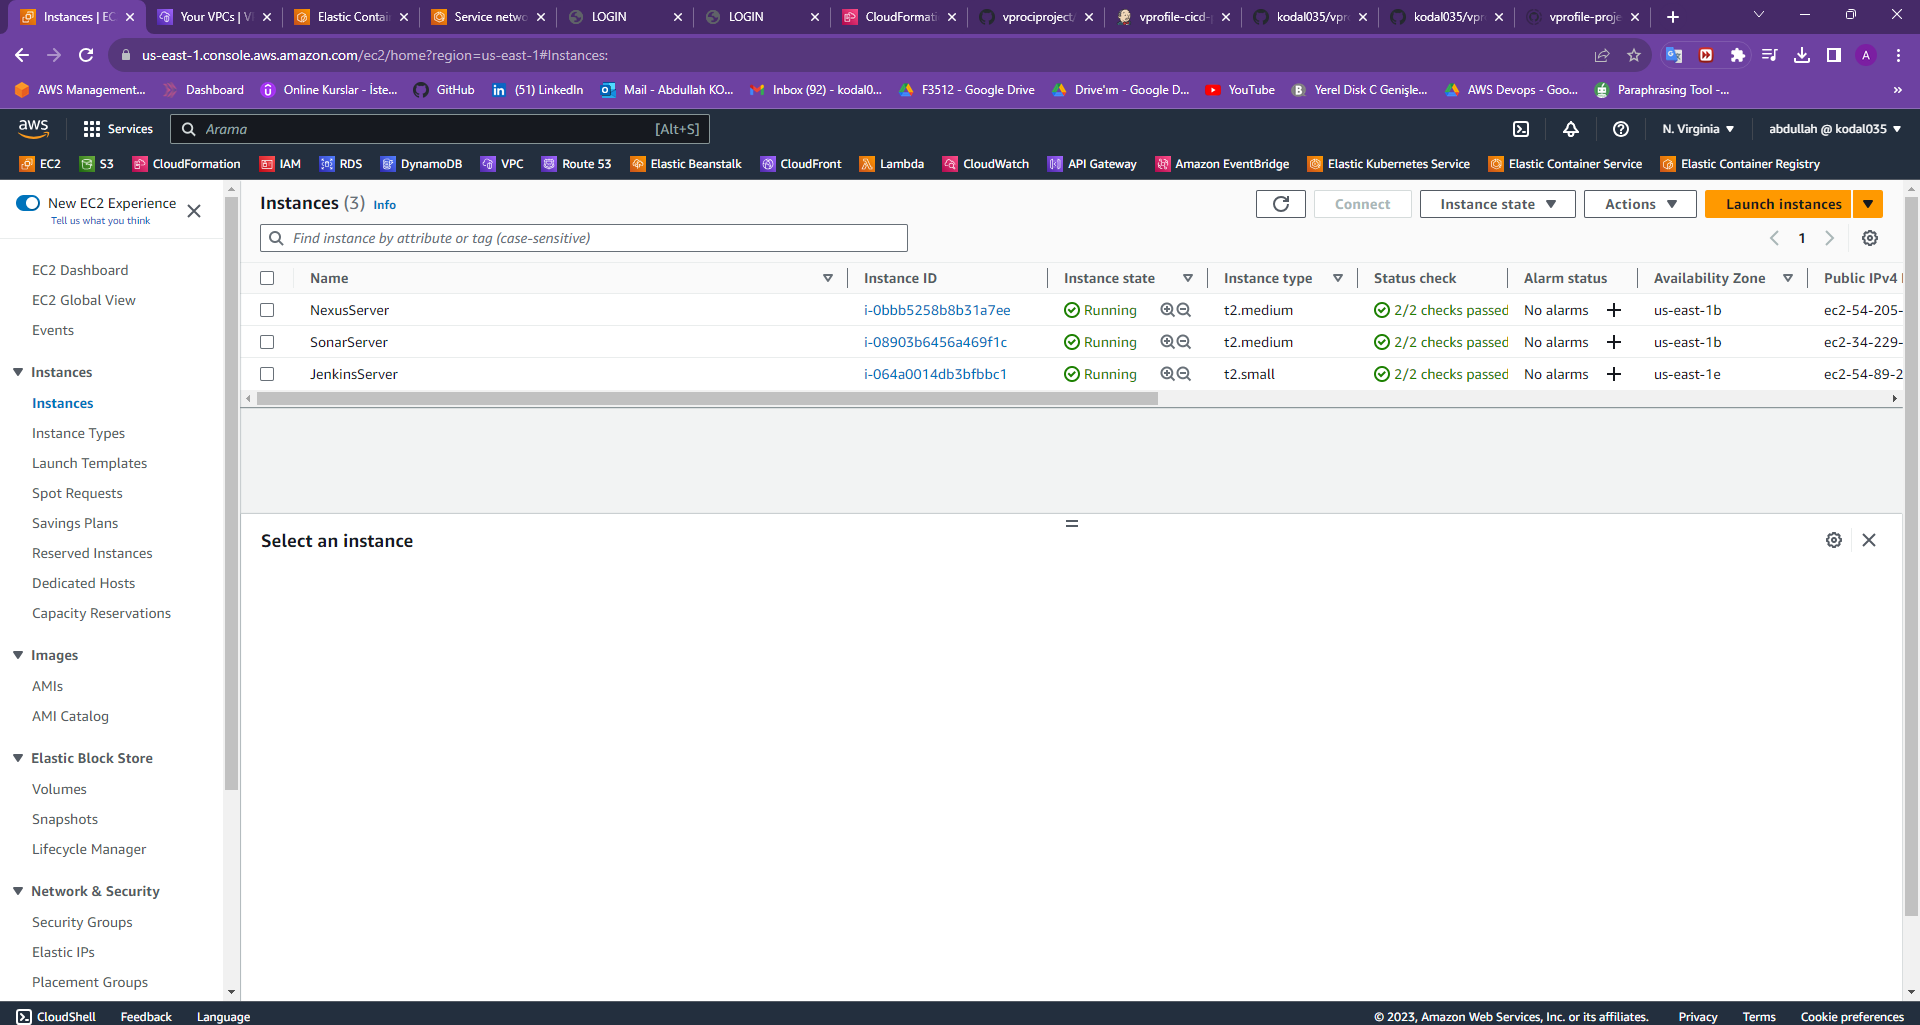 Instances | EC
Your VPCs | V
Elastic Contai
Service netwo
LOGIN
LOGIN
CloudFormati
vprociproject/
vprofile-cicd-
kodal035/vpr
kodal035/vpr
vprofile-proje
us-east-1.console.aws.amazon.com/ec2/home?region=us-east-1#Instances:
A
AWS Management...
Dashboard
Online Kurslar - İste...
GitHub
(51) LinkedIn
Mail - Abdullah KO...
Inbox (92) - kodal0...
F3512 - Google Drive
Drive'ım - Google D...
YouTube
Yerel Disk C Genişle...
AWS Devops - Goo...
Paraphrasing Tool -...
»
aws
Services
Arama
[Alt+S]
N. Virginia
abdullah @ kodal035
EC2
S3
CloudFormation
IAM
RDS
DynamoDB
VPC
Route 53
Elastic Beanstalk
CloudFront
Lambda
CloudWatch
API Gateway
Amazon EventBridge
Elastic Kubernetes Service
Elastic Container Service
Elastic Container Registry
New EC2 Experience
Tell us what you think
EC2 Dashboard
EC2 Global View
Events
Instances
Instances
Instance Types
Launch Templates
Spot Requests
Savings Plans
Reserved Instances
Dedicated Hosts
Capacity Reservations
Images
AMIs
AMI Catalog
Elastic Block Store
Volumes
Snapshots
Lifecycle Manager
Network & Security
Security Groups
Elastic IPs
Placement Groups
Instances (3) Info
Connect
Instance state
Actions
Launch instances
Find instance by attribute or tag (case-sensitive)
1
Name Instance ID Instance state Instance type Status check Alarm status Availability Zone Public IPv4
NexusServer i-0bbb5258b8b31a7ee Running t2.medium 2/2 checks passed No alarms us-east-1b ec2-54-205-
SonarServer i-08903b6456a469f1c Running t2.medium 2/2 checks passed No alarms us-east-1b ec2-34-229-
JenkinsServer i-064a0014db3bfbbc1 Running t2.small 2/2 checks passed No alarms us-east-1e ec2-54-89-2
Select an instance
CloudShell
Feedback
Language
© 2023, Amazon Web Services, Inc. or its affiliates.
Privacy
Terms
Cookie preferences